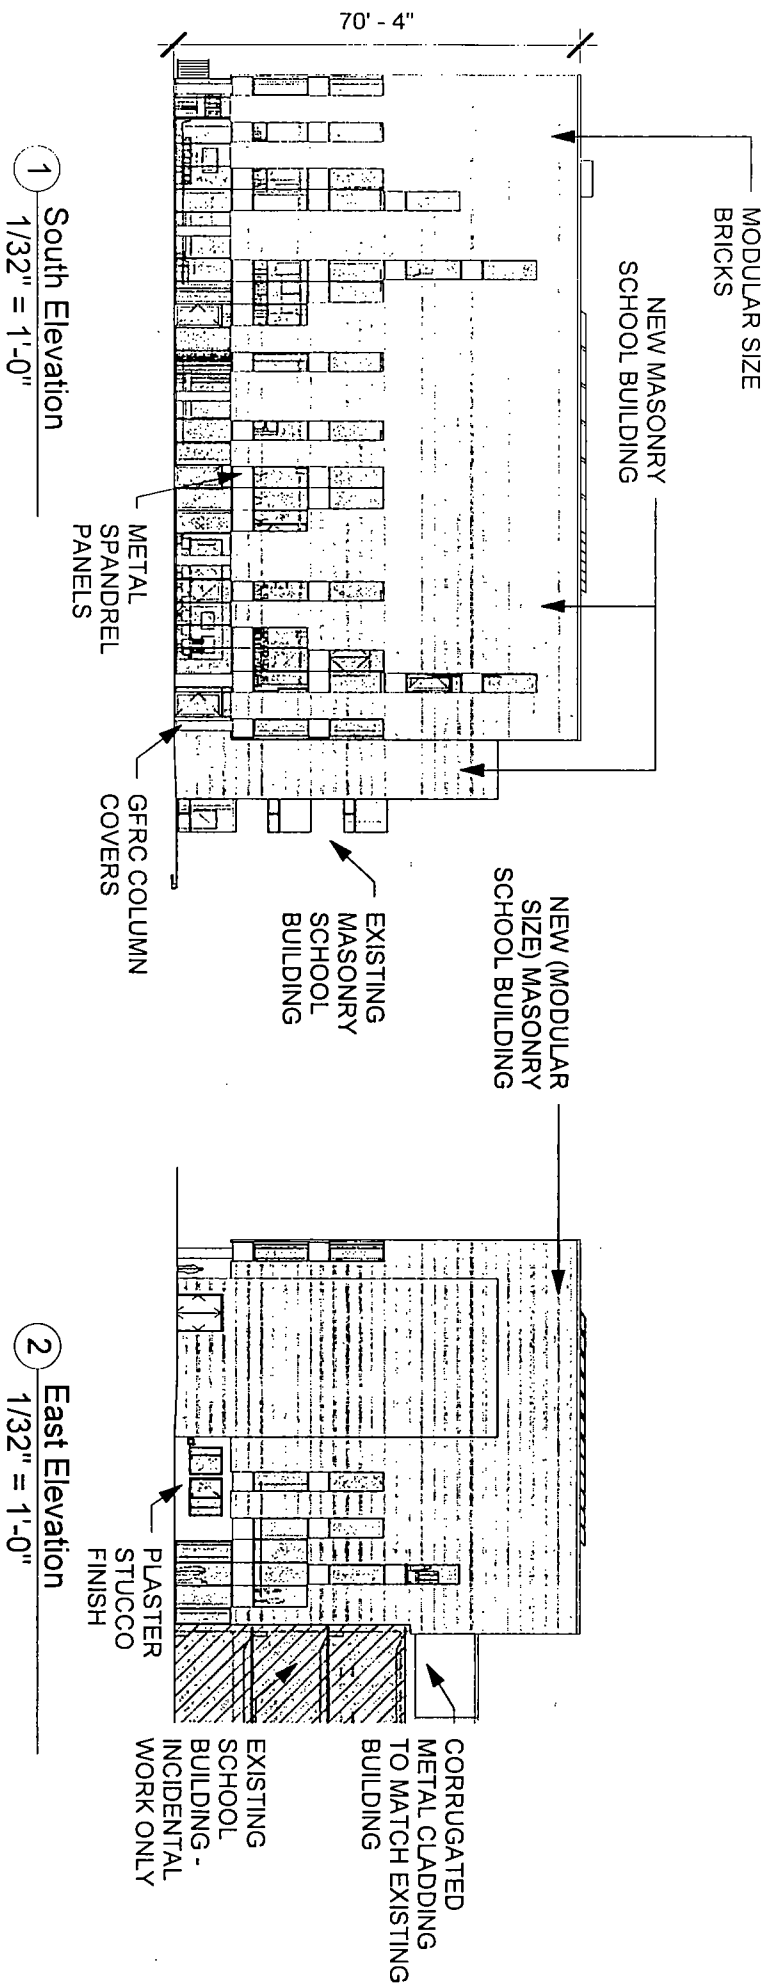 70' - 4"
MODULAR SIZE
BRICKS
NEW MASONRY
SCHOOL BUILDING
METAL
SPANDREL
PANELS
GFRC COLUMN
COVERS
EXISTING
MASONRY
SCHOOL
BUILDING
1
South Elevation
1/32" = 1'-0"
NEW (MODULAR
SIZE) MASONRY
SCHOOL BUILDING
CORRUGATED
METAL CLADDING
TO MATCH EXISTING
BUILDING
EXISTING
SCHOOL
BUILDING -
INCIDENTAL
WORK ONLY
PLASTER
STUCCO
FINISH
2
East Elevation
1/32" = 1'-0"